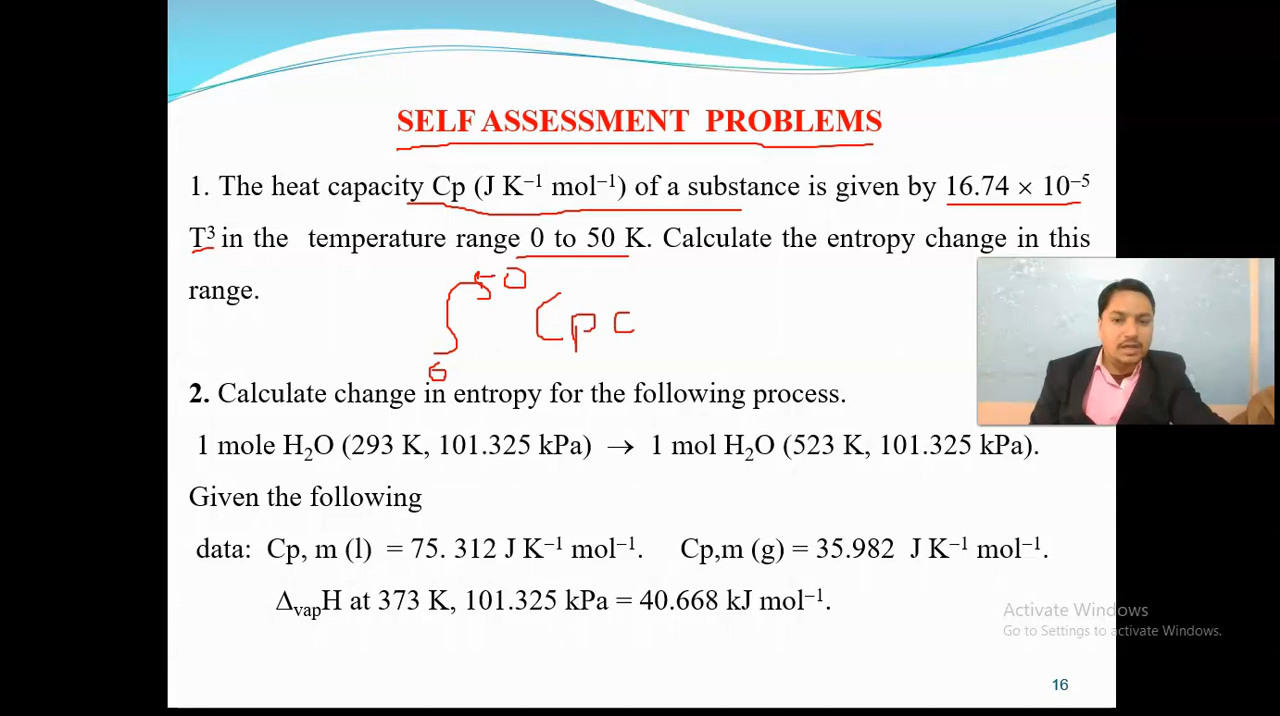 SELF ASSESSMENT PROBLEMS
1. The heat capacity Cp (J K⁻¹ mol⁻¹) of a substance is given by 16.74 × 10⁻⁵
T³ in the temperature range 0 to 50 K. Calculate the entropy change in this
range.
∫ 50
Cp c
0
2. Calculate change in entropy for the following process.
1 mole H₂O (293 K, 101.325 kPa) → 1 mol H₂O (523 K, 101.325 kPa).
Given the following
data: Cp, m (l) = 75. 312 J K⁻¹ mol⁻¹. Cp,m (g) = 35.982 J K⁻¹ mol⁻¹.
Δvap​H at 373 K, 101.325 kPa = 40.668 kJ mol⁻¹.
Activate Windows
Go to Settings to activate Windows.
16